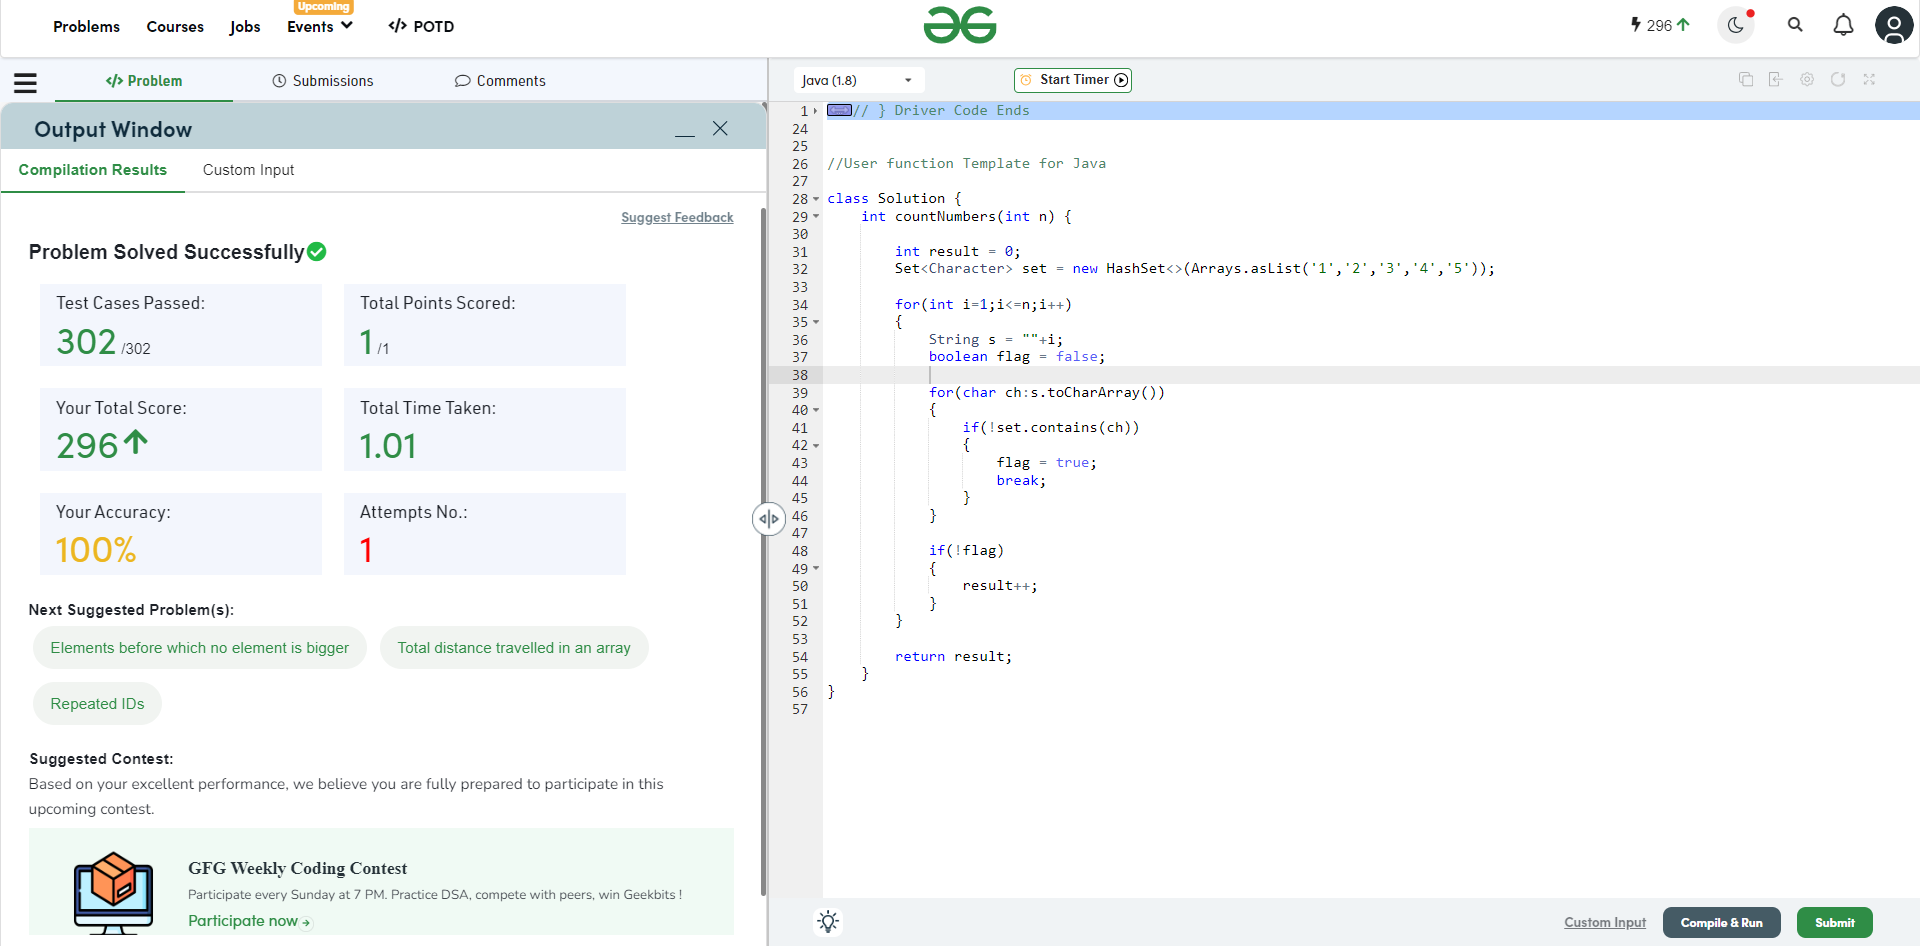 Upcoming
Problems Courses Jobs Events </> POTD
296
</> Problem Submissions Comments
Output Window
Compilation Results Custom Input
Suggest Feedback
Problem Solved Successfully
Test Cases Passed: Total Points Scored:
302 /302 1 /1
Your Total Score: Total Time Taken:
296 1.01
Your Accuracy: Attempts No.:
100% 1
Next Suggested Problem(s):
Elements before which no element is bigger Total distance travelled in an array
Repeated IDs
Suggested Contest:
Based on your excellent performance, we believe you are fully prepared to participate in this
upcoming contest.
GFG Weekly Coding Contest
Participate every Sunday at 7 PM. Practice DSA, compete with peers, win Geekbits !
Participate now
Java (1.8) Start Timer
1 // } Driver Code Ends
24
25
26 //User function Template for Java
27
28 class Solution {
29 int countNumbers(int n) {
30
31 int result = 0;
32 Set<Character> set = new HashSet<>(Arrays.asList('1','2','3','4','5'));
33
34 for(int i=1;i<=n;i++)
35 {
36 String s = ""+i;
37 boolean flag = false;
38
39 for(char ch:s.toCharArray())
40 {
41 if(!set.contains(ch))
42 {
43 flag = true;
44 break;
45 }
46 }
47
48 if(!flag)
49 {
50 result++;
51 }
52 }
53
54 return result;
55 }
56 }
57
Custom Input Compile & Run Submit